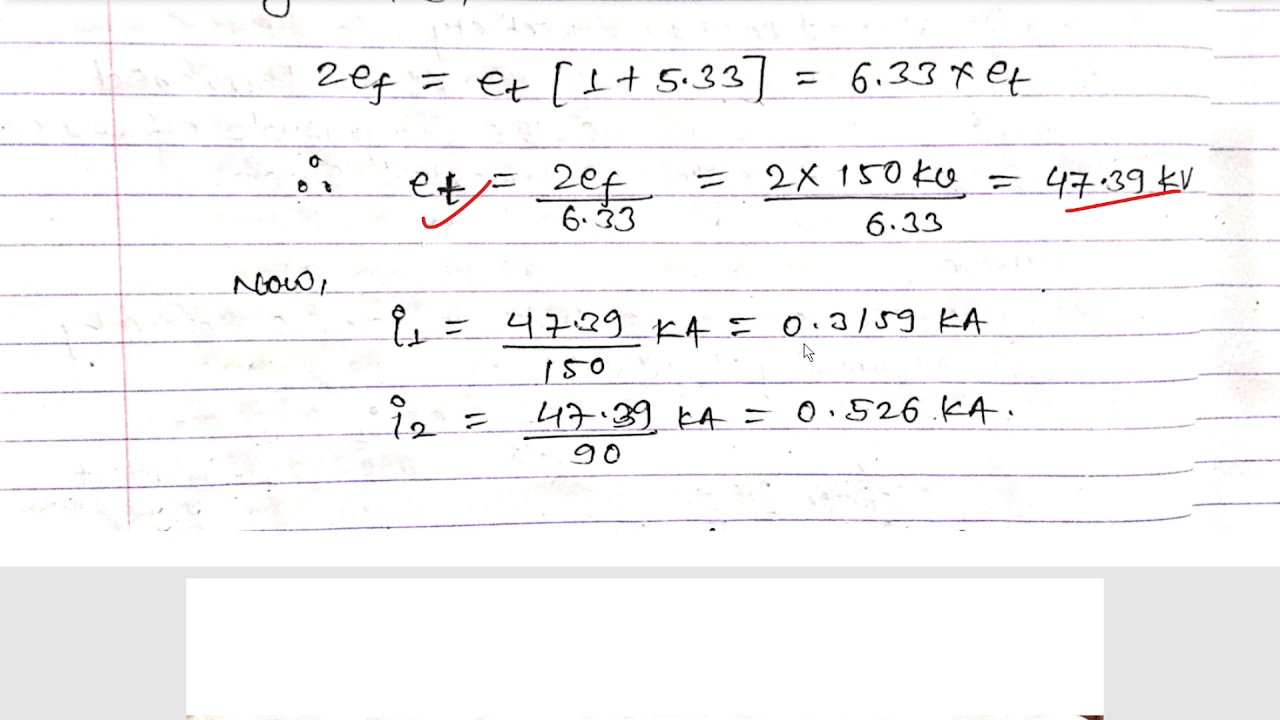 2ef = et [1 + 5.33] = 6.33 × et
∴ et = 2ef / 6.33 = 2 × 150 kv / 6.33 = 47.39 kV
Now,
i1 = 47.39 / 150 KA = 0.3159 KA
i2 = 47.39 / 90 KA = 0.526 KA.